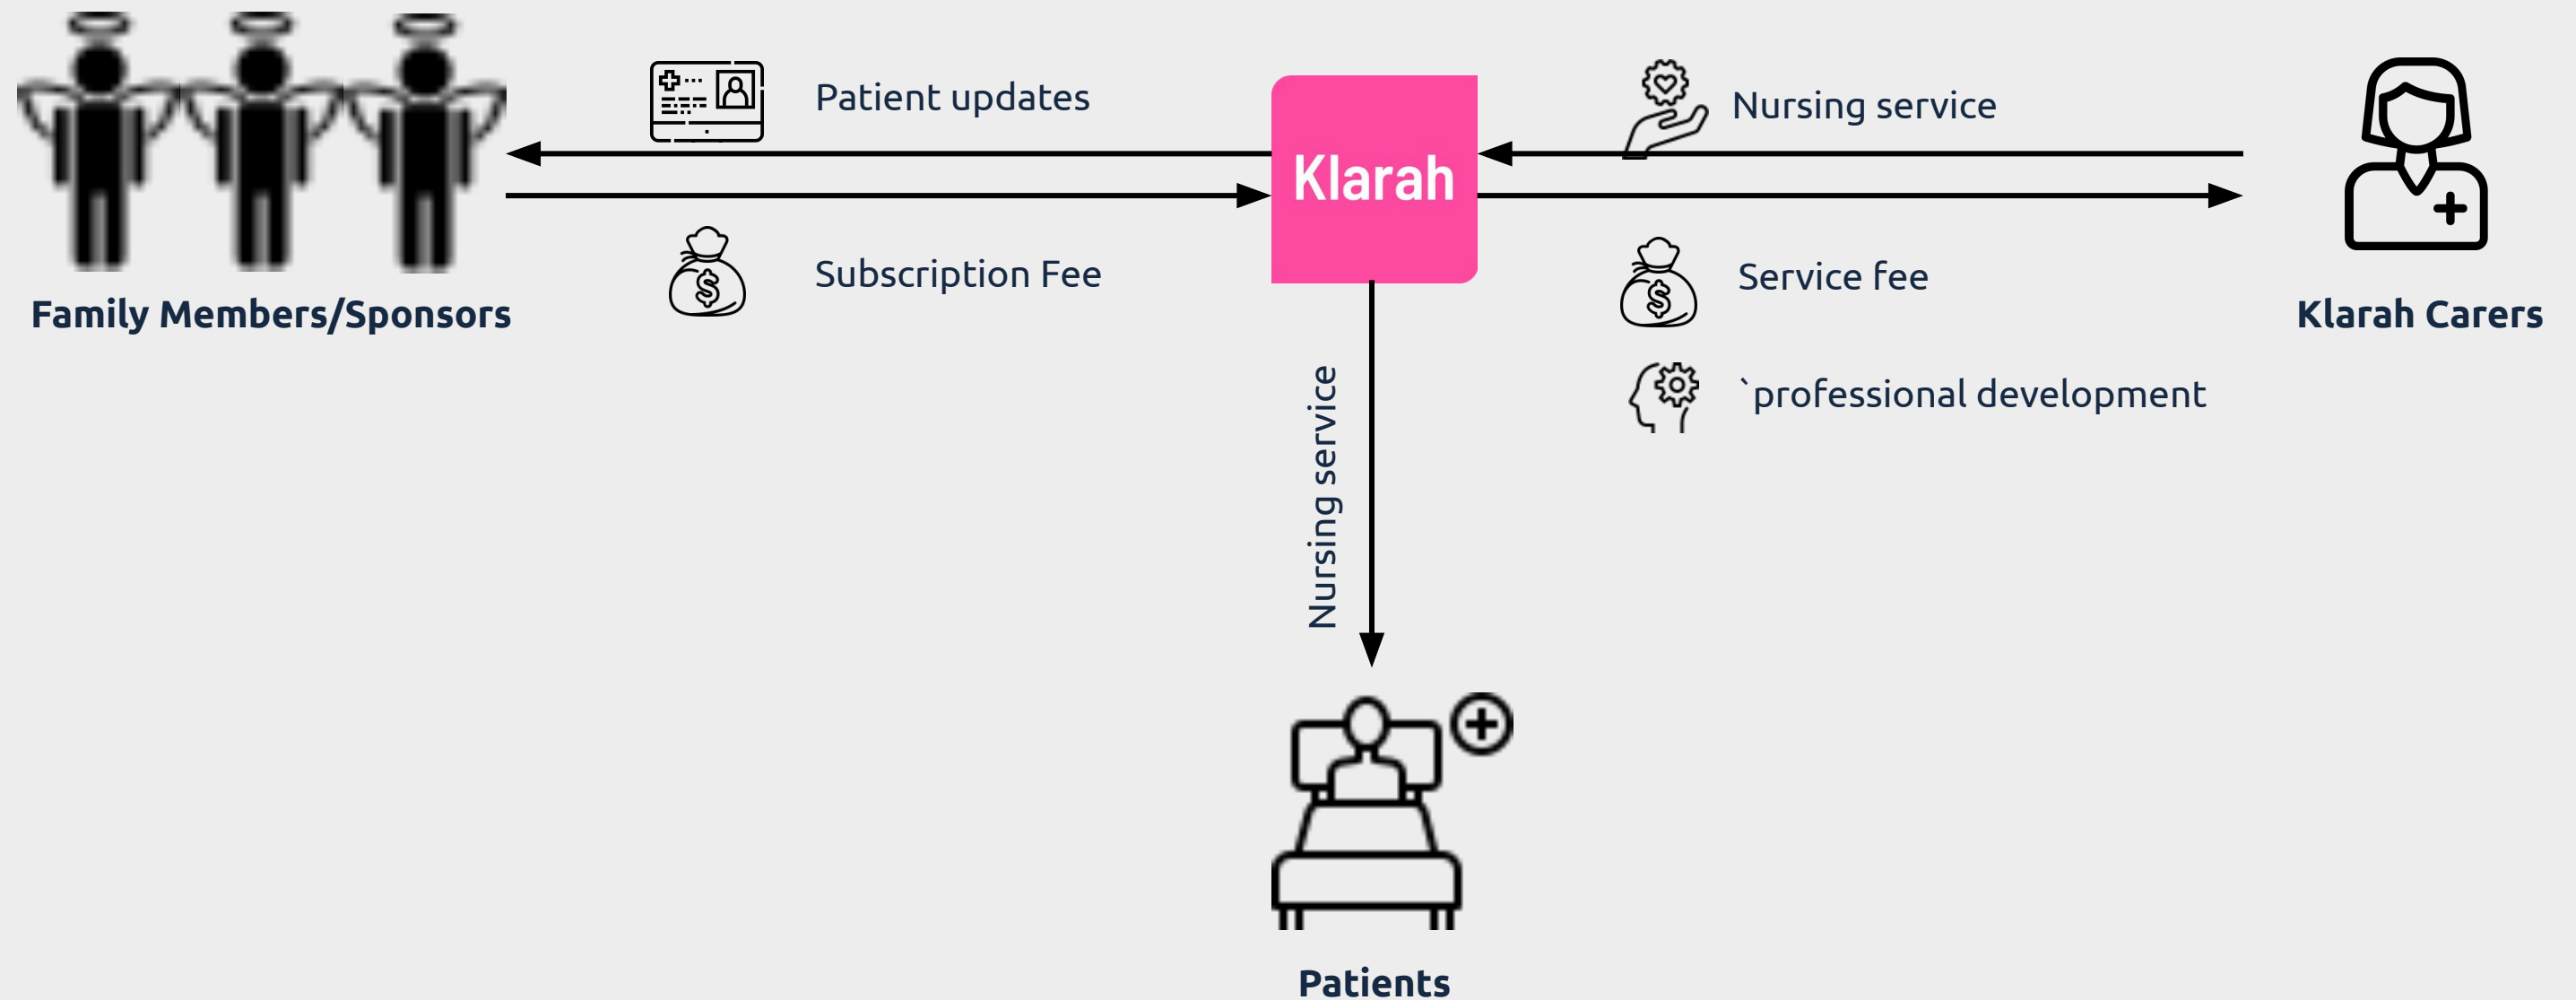 Patient updates
Nursing service
Klarah
Subscription Fee
Service fee
Family Members/Sponsors
Klarah Carers
`professional development
Nursing service
Patients